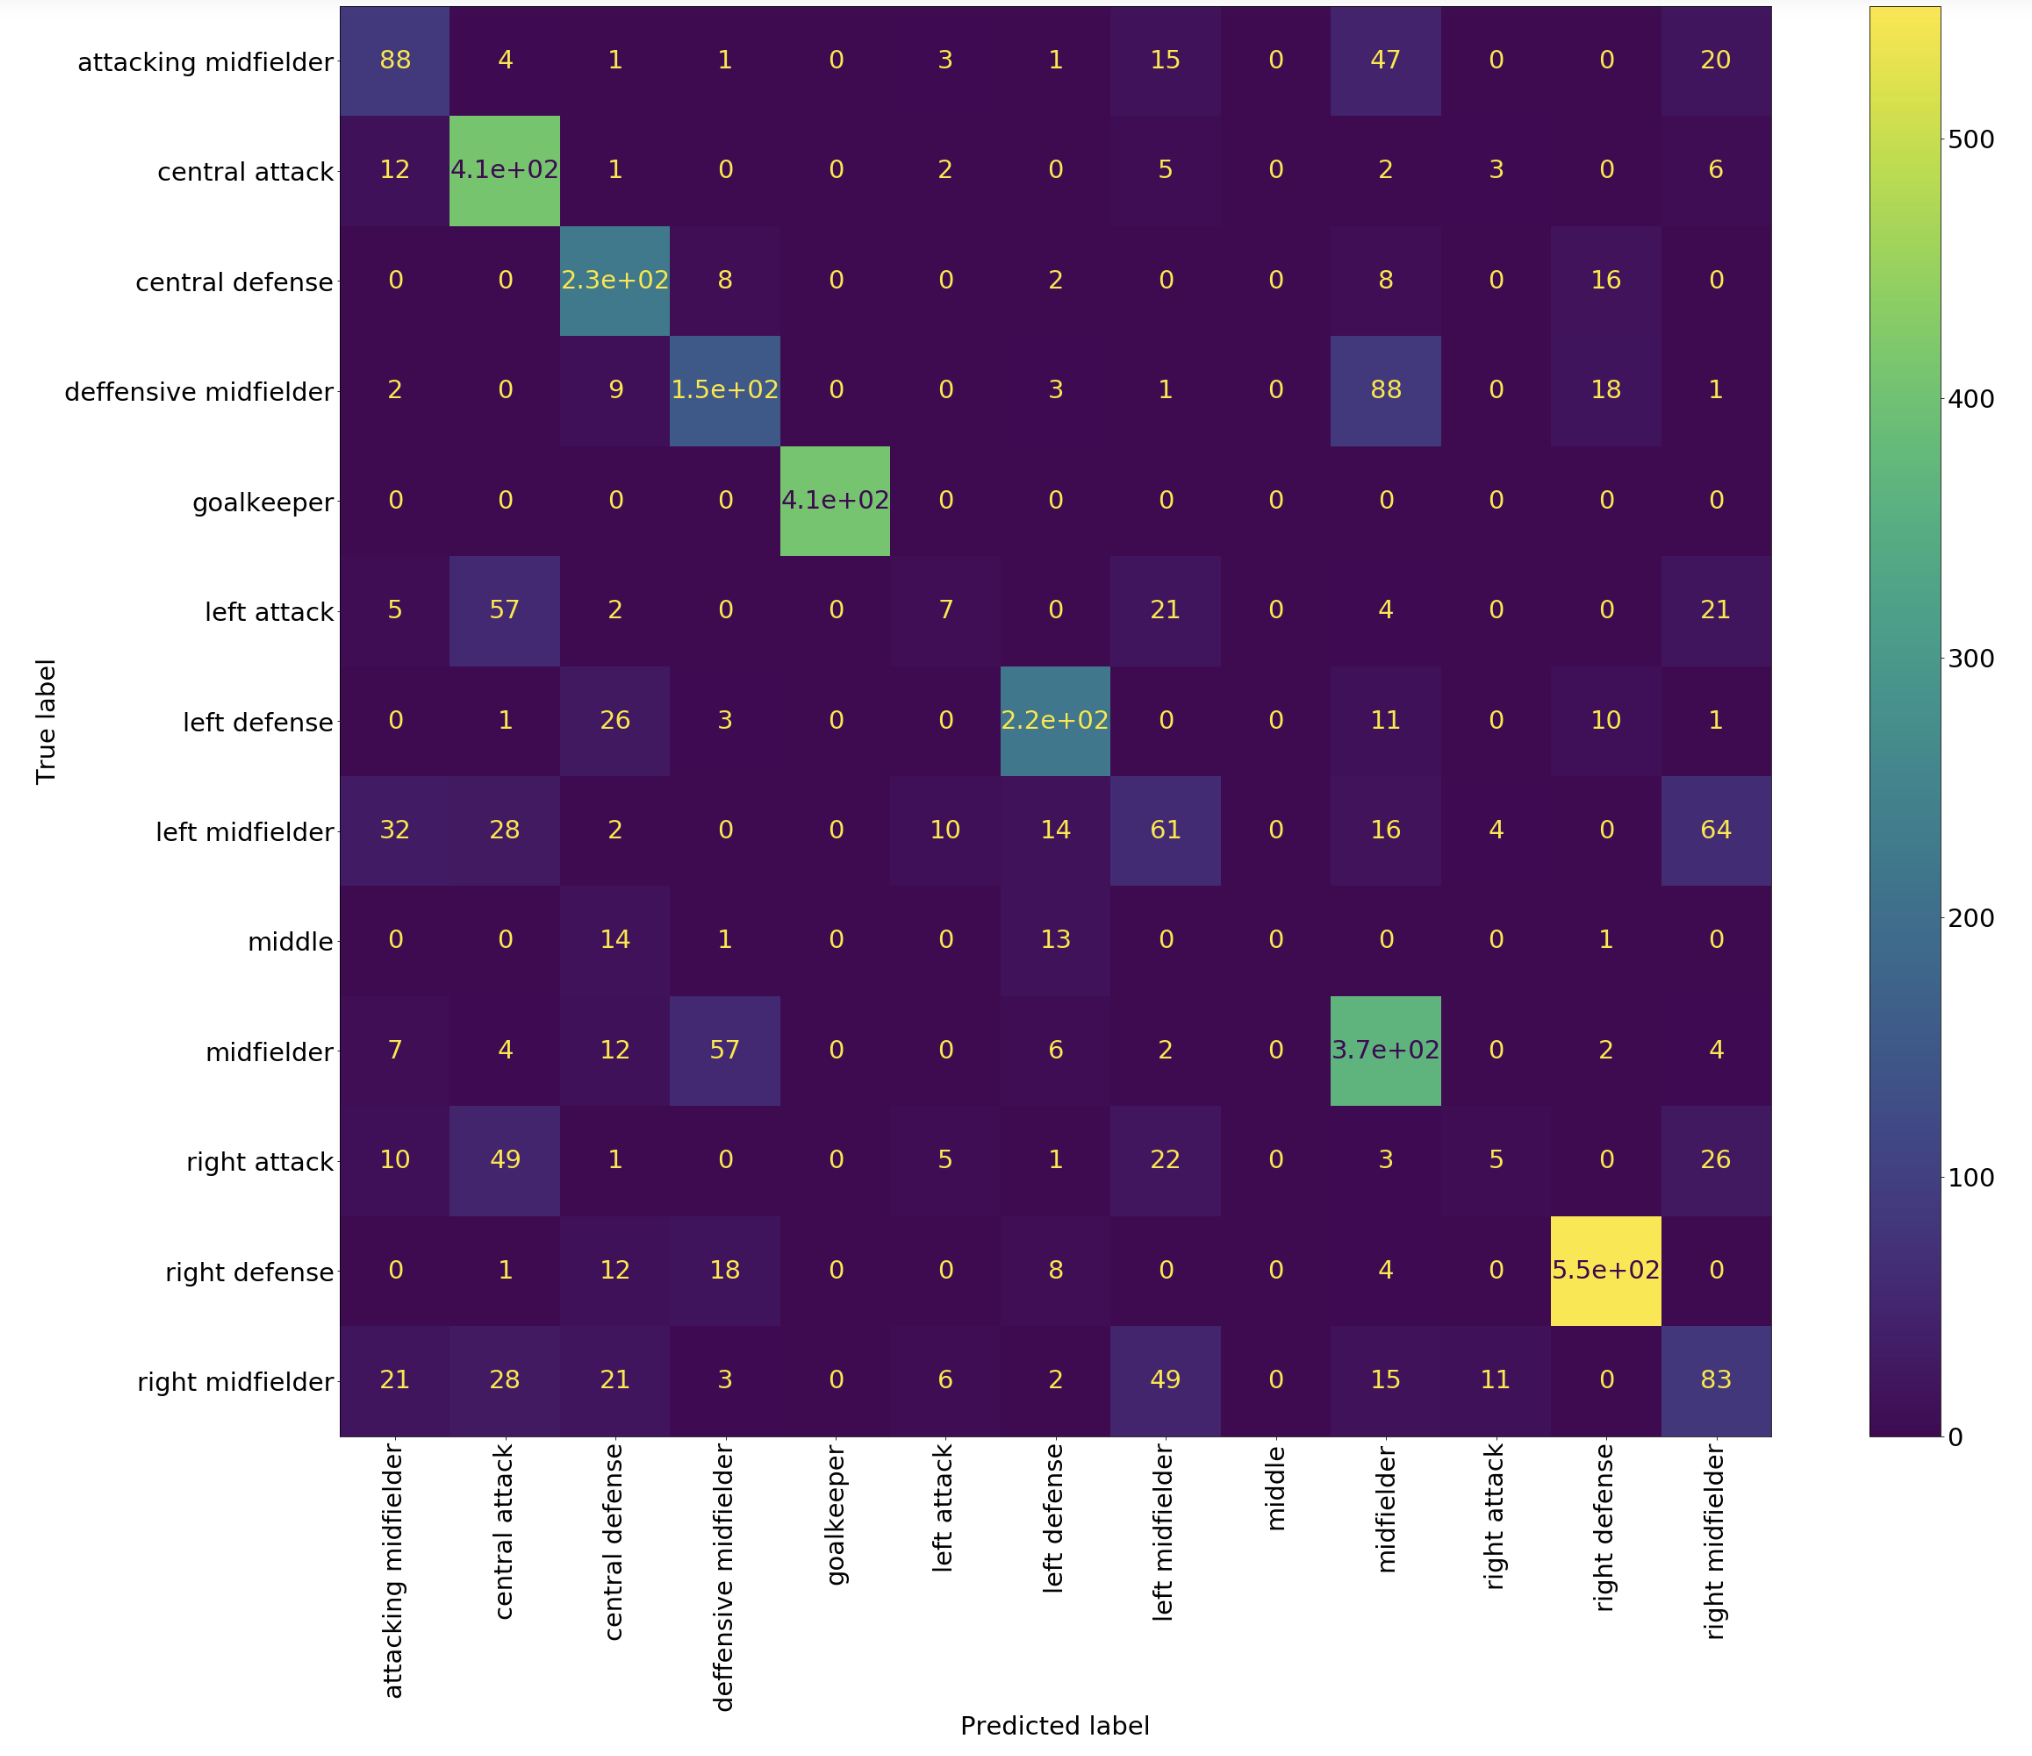 attacking midfielder 88 4 1 1 0 3 1 15 0 47 0 0 20
central attack 12 4.1e+02 1 0 0 2 0 5 0 2 3 0 6
500
central defense 0 0 2.3e+02 8 0 0 2 0 0 8 0 16 0
deffensive midfielder 2 0 9 1.5e+02 0 0 3 1 0 88 0 18 1
400
goalkeeper 0 0 0 0 4.1e+02 0 0 0 0 0 0 0 0
left attack 5 57 2 0 0 7 0 21 0 4 0 0 21
300
True label
left defense 0 1 26 3 0 0 2.2e+02 0 0 11 0 10 1
left midfielder 32 28 2 0 0 10 14 61 0 16 4 0 64
200
middle 0 0 14 1 0 0 13 0 0 0 0 1 0
midfielder 7 4 12 57 0 0 6 2 0 3.7e+02 0 2 4
right attack 10 49 1 0 0 5 1 22 0 3 5 0 26
100
right defense 0 1 12 18 0 0 8 0 0 4 0 5.5e+02 0
right midfielder 21 28 21 3 0 6 2 49 0 15 11 0 83
0
attacking midfielder
central attack
central defense
deffensive midfielder
goalkeeper
left attack
left defense
left midfielder
middle
midfielder
right attack
right defense
right midfielder
Predicted label